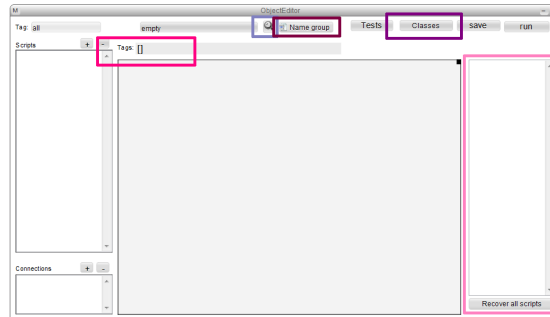 M ObjectEditor
Tag: all empty Name group Tests Classes save run
Scripts + - Tags: []
Connections + -
Recover all scripts